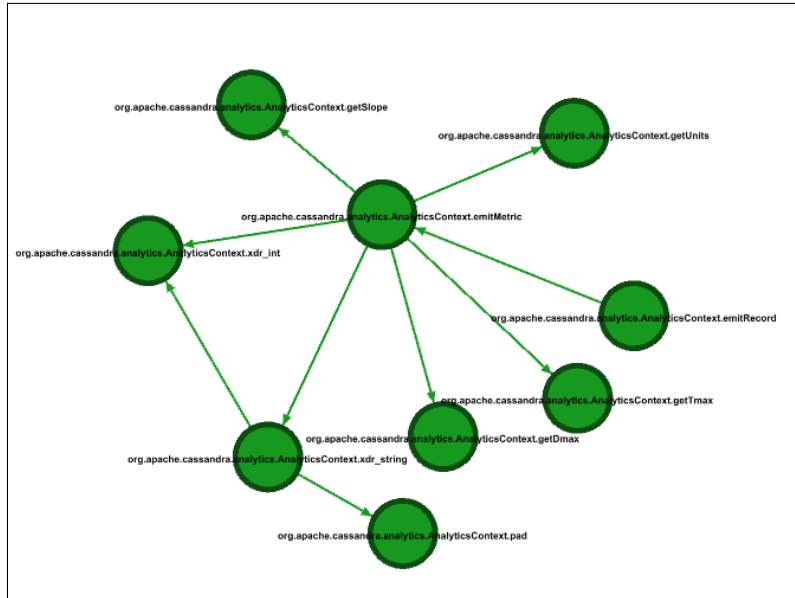 org.apache.cassandra.analytics.AnalyticsContext.getSlope
org.apache.cassandra.analytics.AnalyticsContext.getUnits
org.apache.cassandra.analytics.AnalyticsContext.emitMetric
org.apache.cassandra.analytics.AnalyticsContext.xdr_int
org.apache.cassandra.analytics.AnalyticsContext.emitRecord
org.apache.cassandra.analytics.AnalyticsContext.getTmax
org.apache.cassandra.analytics.AnalyticsContext.getDmax
org.apache.cassandra.analytics.AnalyticsContext.xdr_string
org.apache.cassandra.analytics.AnalyticsContext.pad